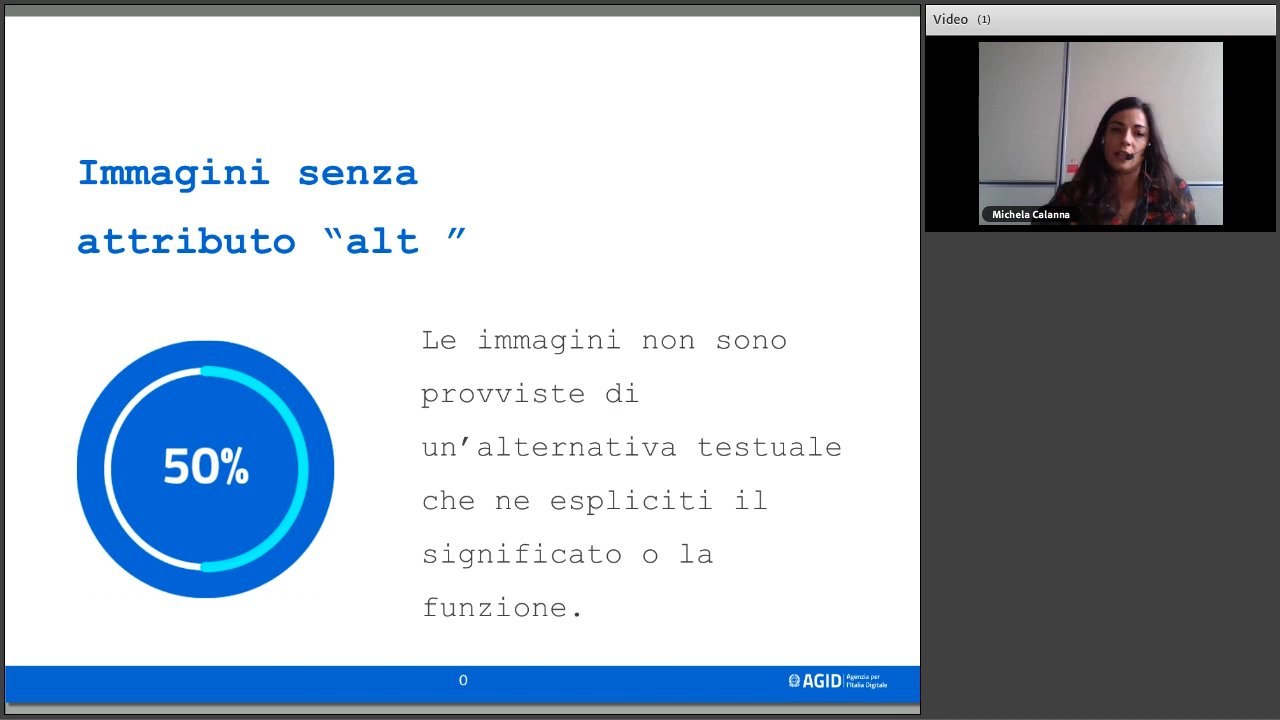 Immagini senza
attributo “alt ”
50%
Le immagini non sono
provviste di
un’alternativa testuale
che ne espliciti il
significato o la
funzione.
0
AGID
Agenzia per
l'Italia Digitale
Video (1)
Michela Calanna